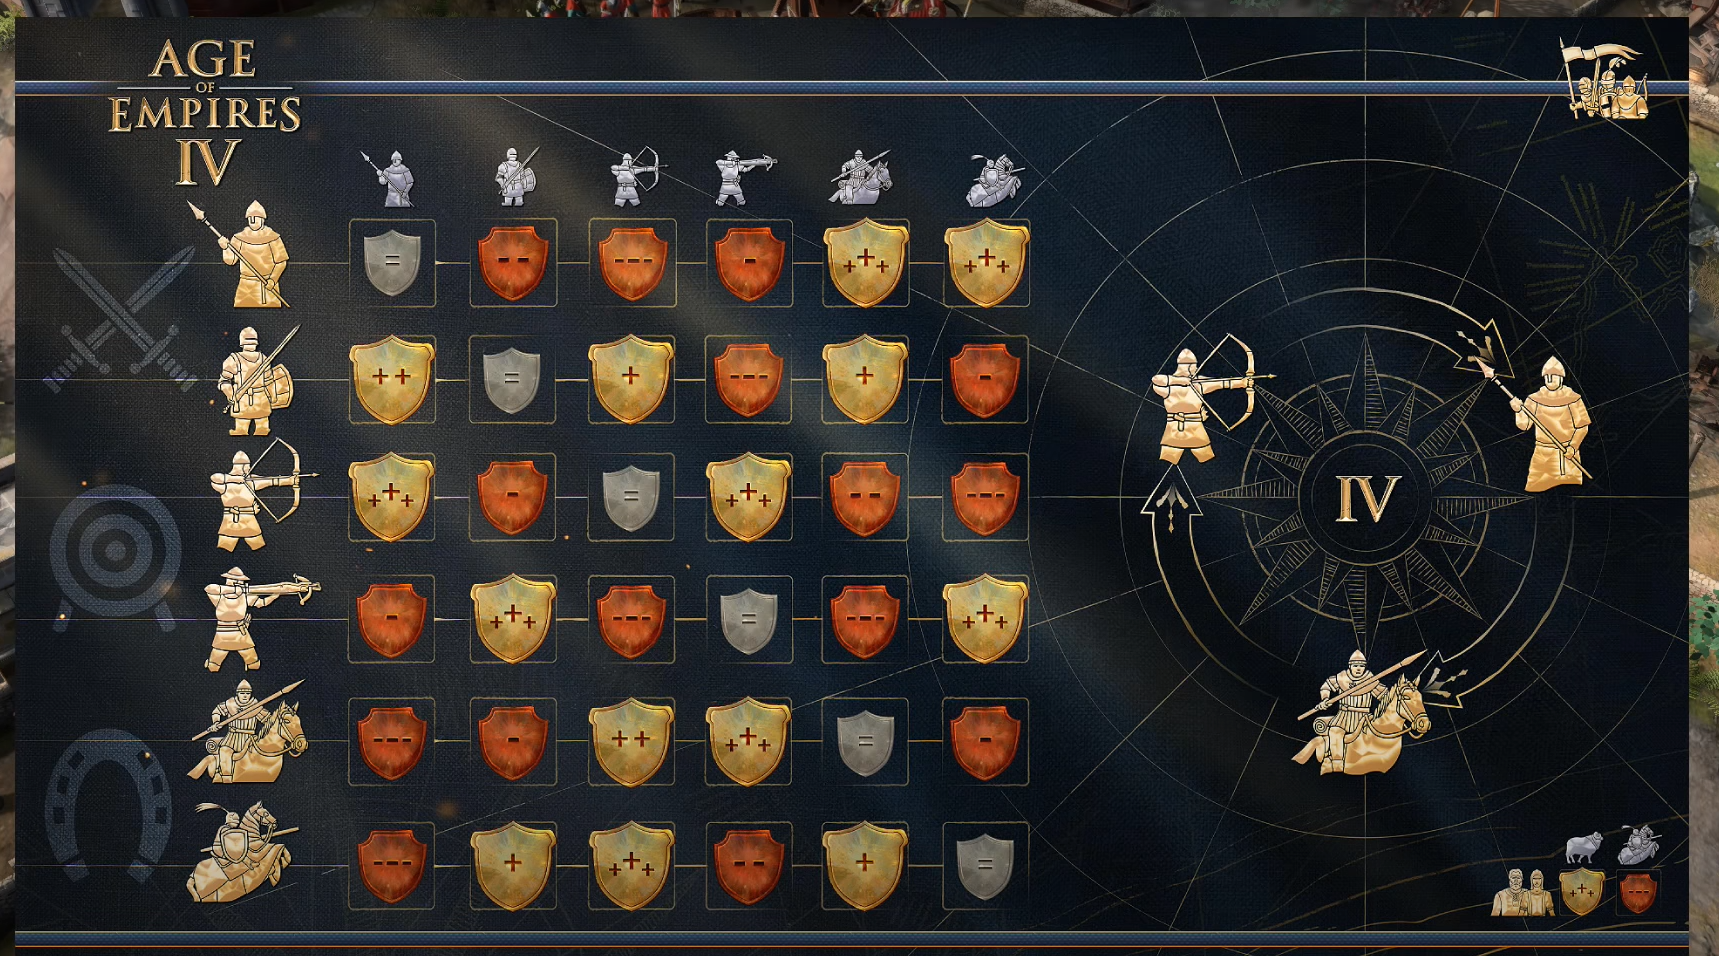 AGE
OF
EMPIRES
IV
= -- --- - +++ +++
++ = + --- + -
+++ - = +++ -- ---
- +++ --- = --- +++
--- - ++ +++ = -
--- + +++ -- + =
IV
+++ ---